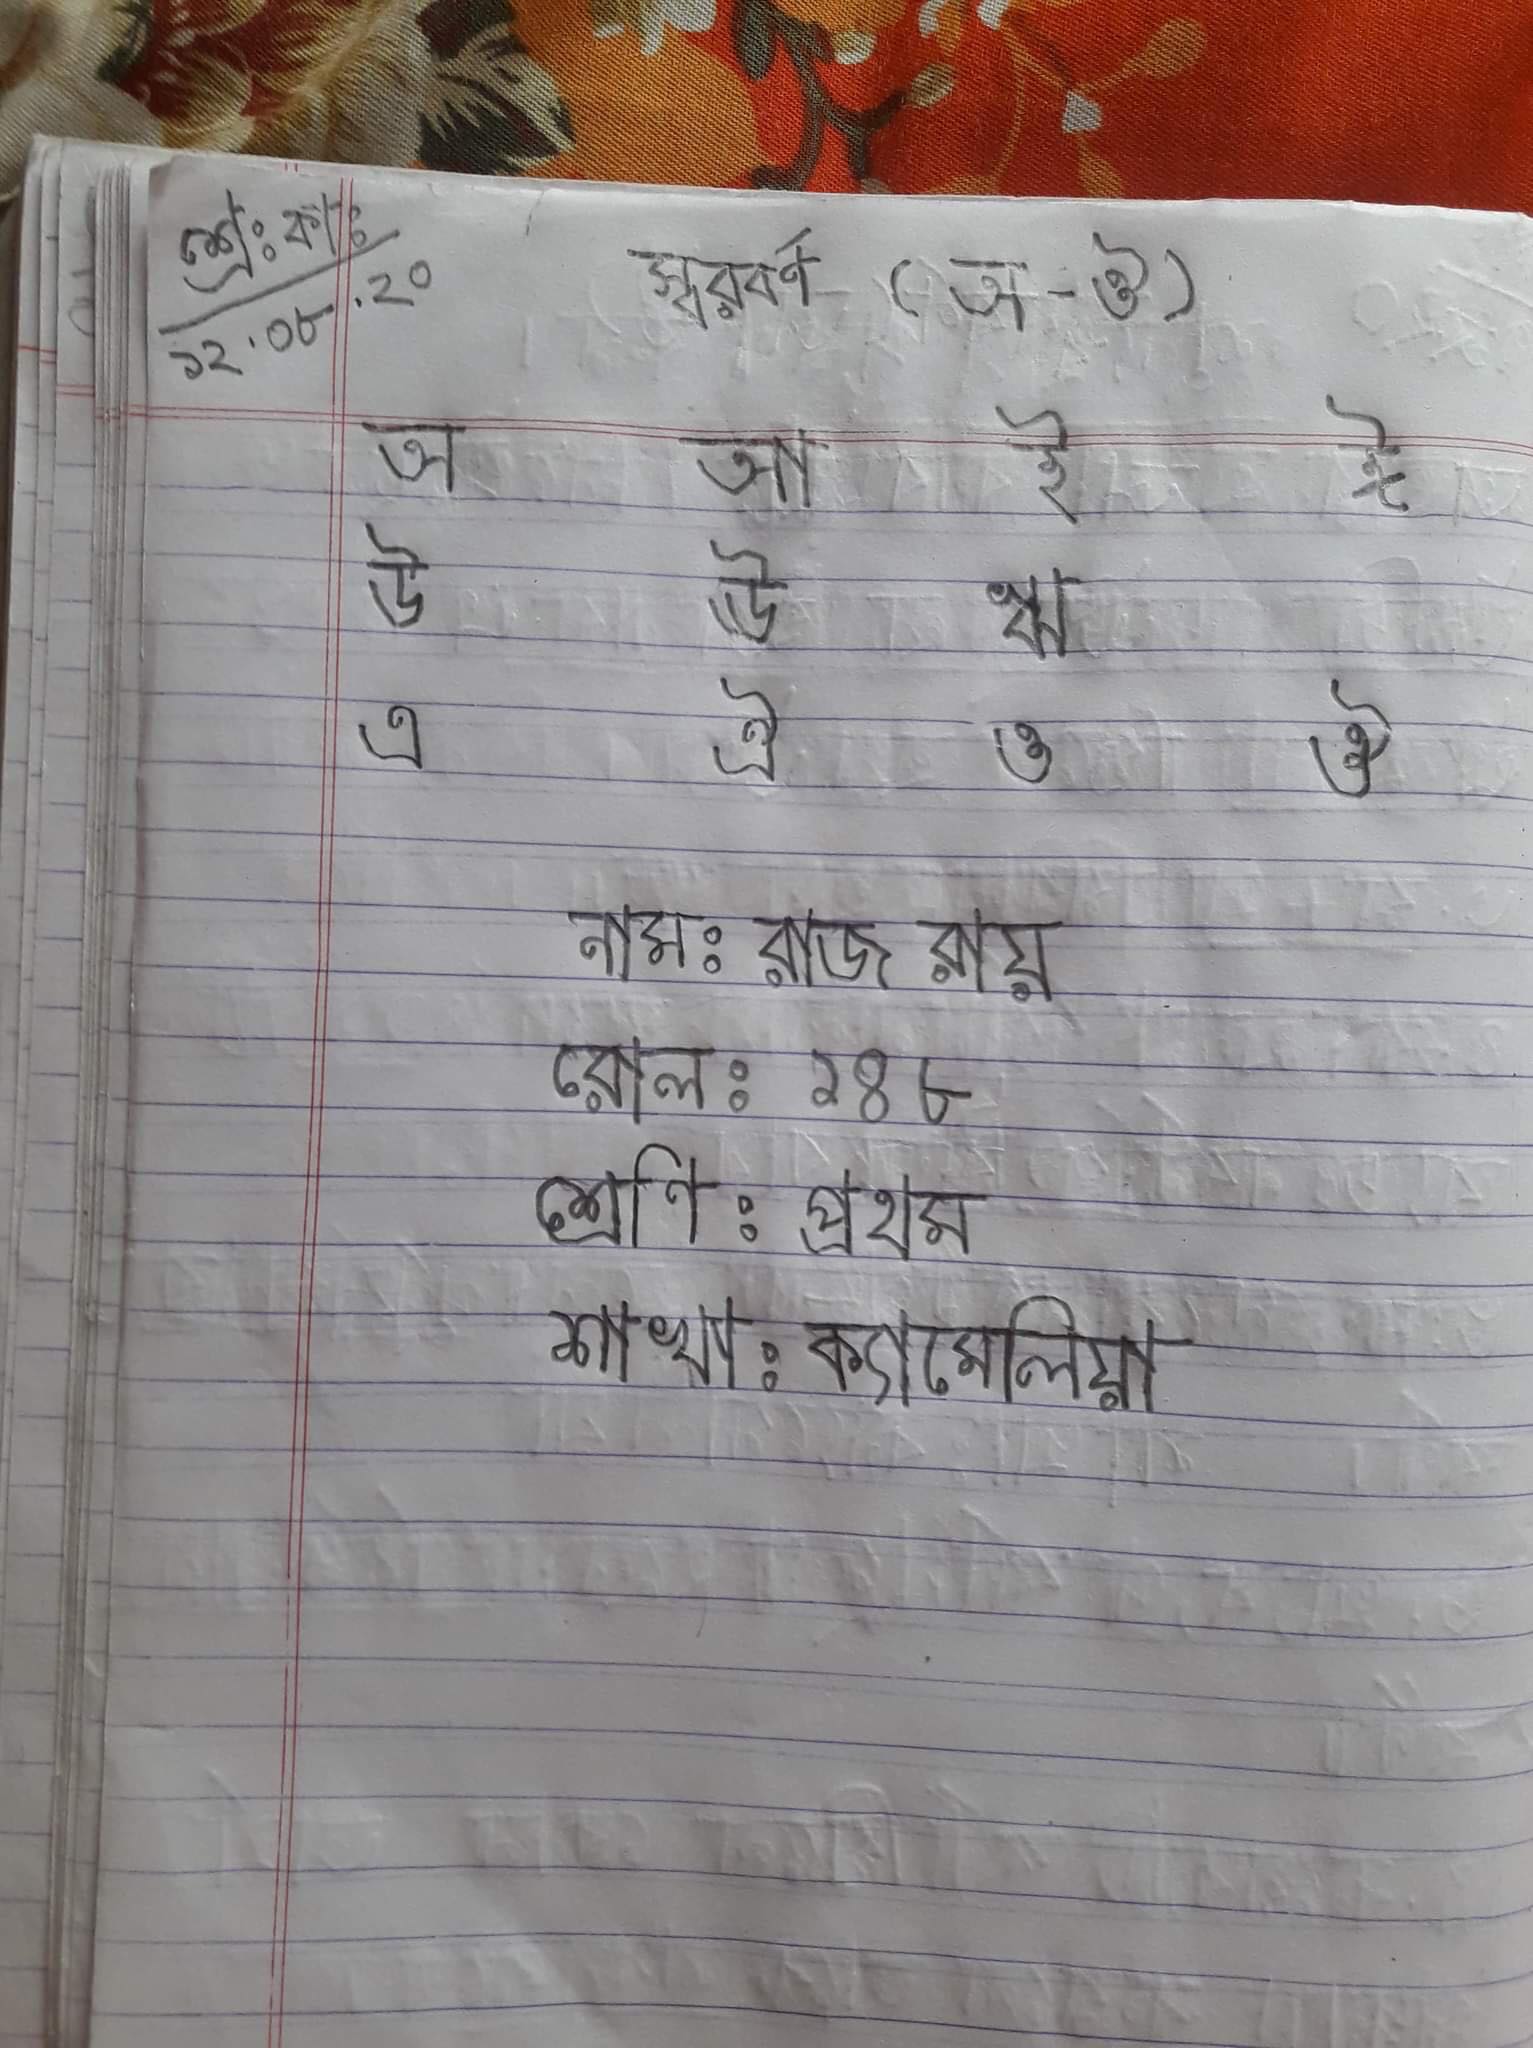 শ্রেঃ কাঃ
১২.০৮.২০
স্বরবর্ণ (অ-ঔ)
অ আ ই ঈ
উ ঊ ঋ
এ ঐ ও ঔ
নামঃ রাজ রায়
রোলঃ ২৪৮
শ্রেণিঃ প্রথম
শাখাঃ ক্যামেলিয়া